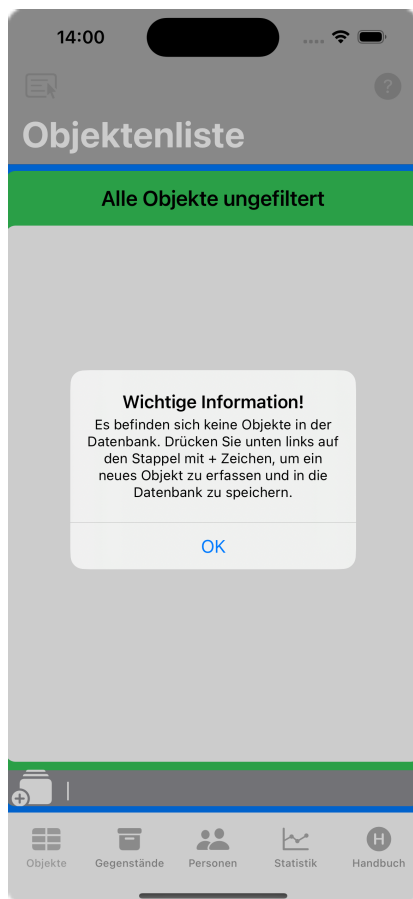 14:00
?
Objektenliste
Alle Objekte ungefiltert
Wichtige Information!
Es befinden sich keine Objekte in der
Datenbank. Drücken Sie unten links auf
den Stappel mit + Zeichen, um ein
neues Objekt zu erfassen und in die
Datenbank zu speichern.
OK
H
Objekte Gegenstände Personen Statistik Handbuch